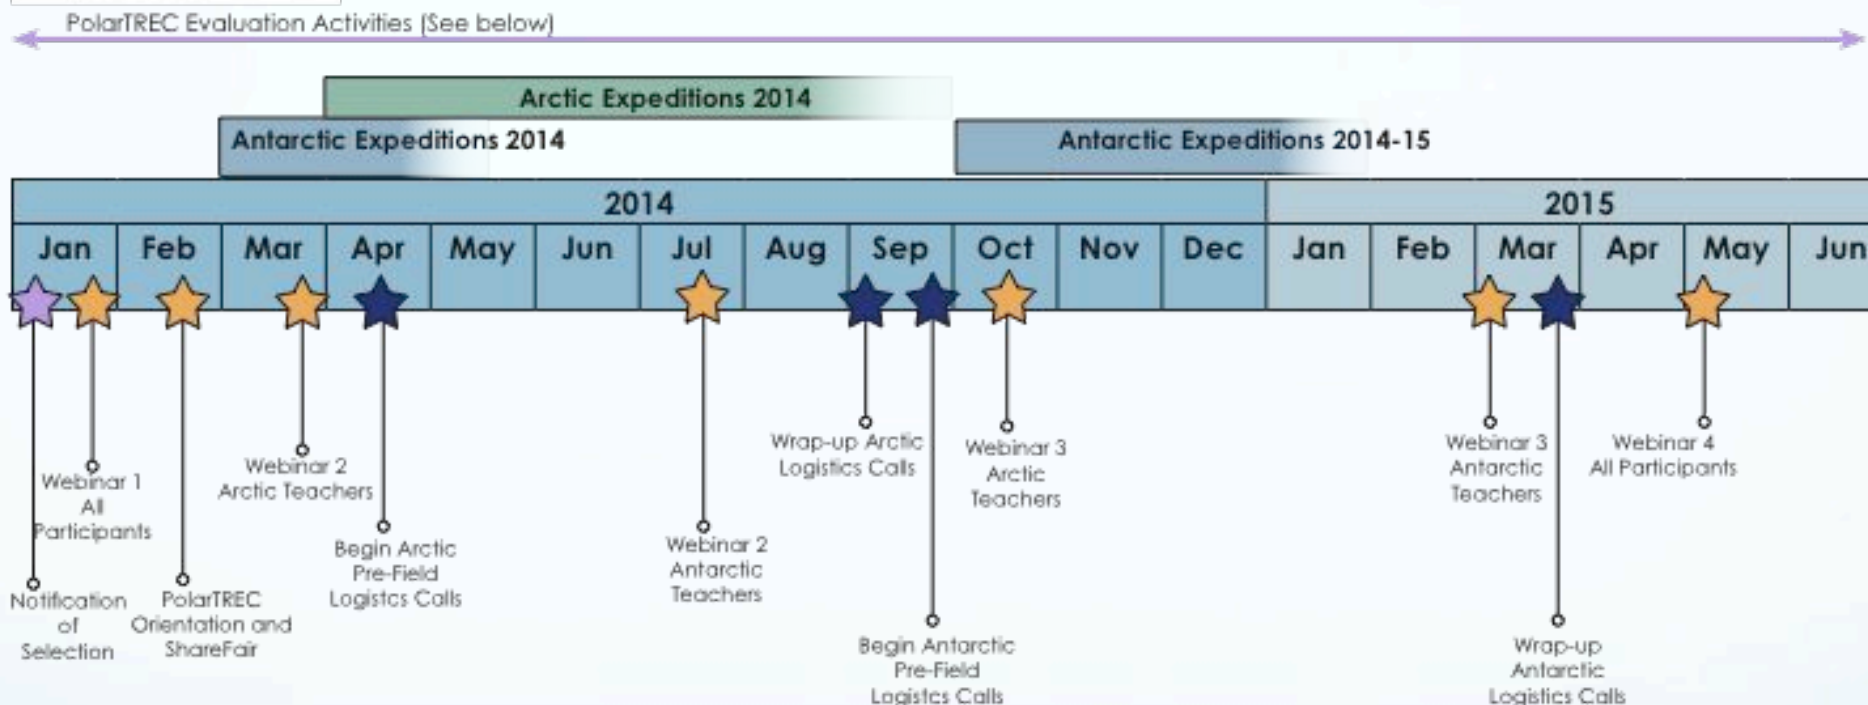 PolarTREC Evaluation Activities (See below)
Arctic Expeditions 2014
Antarctic Expeditions 2014
Antarctic Expeditions 2014-15
2014
2015
Jan Feb Mar Apr May Jun Jul Aug Sep Oct Nov Dec Jan Feb Mar Apr May Jun
Notification
of
Selection
Webinar 1
All
Participants
PolarTREC
Orientation and
ShareFair
Webinar 2
Arctic Teachers
Begin Arctic
Pre-Field
Logistcs Calls
Webinar 2
Antarctic
Teachers
Wrap-up Arctic
Logistics Calls
Begin Antarctic
Pre-Field
Logistcs Calls
Webinar 3
Arctic
Teachers
Webinar 3
Antarctic
Teachers
Wrap-up
Antarctic
Logistics Calls
Webinar 4
All Participants